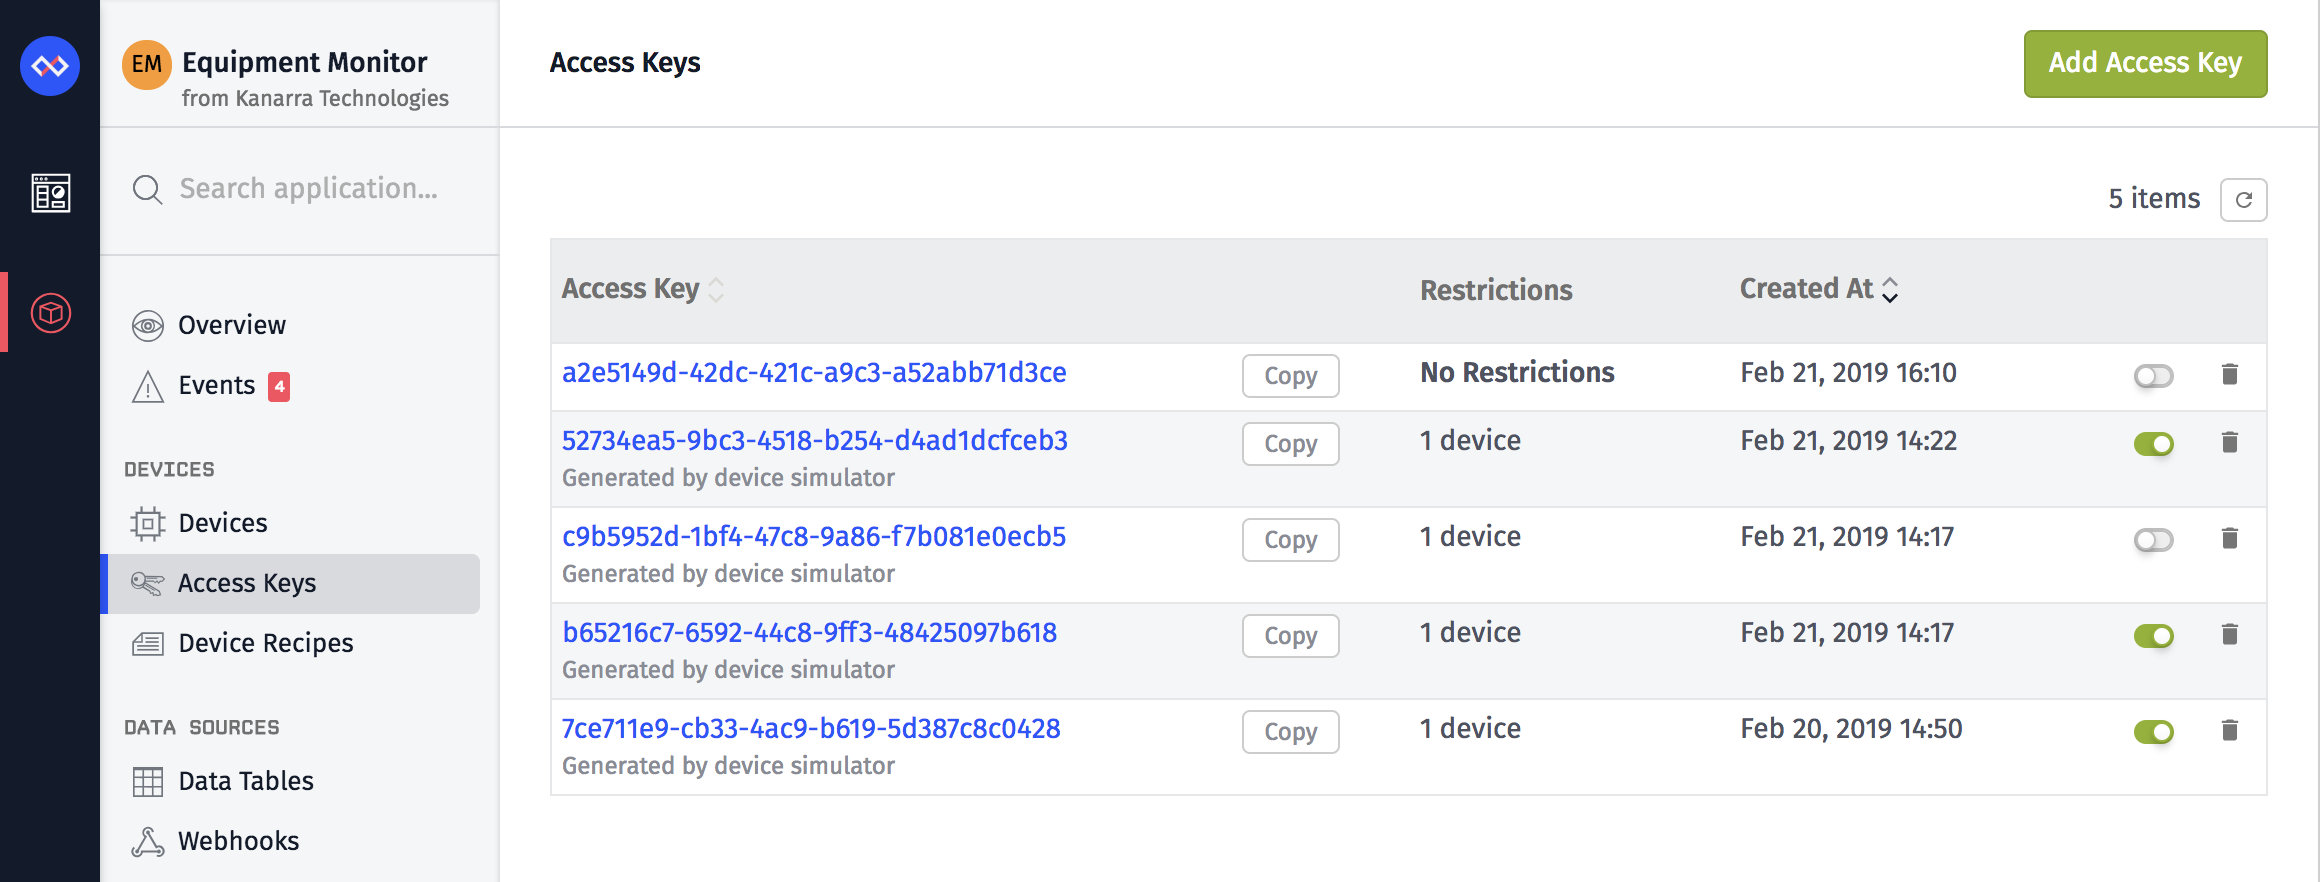 EM
Equipment Monitor
from Kanarra Technologies
Search application...
Overview
Events 4
DEVICES
Devices
Access Keys
Device Recipes
DATA SOURCES
Data Tables
Webhooks
Access Keys
Add Access Key
5 items
Access Key Restrictions Created At
a2e5149d-42dc-421c-a9c3-a52abb71d3ce Copy No Restrictions Feb 21, 2019 16:10
52734ea5-9bc3-4518-b254-d4ad1dcfceb3 Copy 1 device Feb 21, 2019 14:22
Generated by device simulator
c9b5952d-1bf4-47c8-9a86-f7b081e0ecb5 Copy 1 device Feb 21, 2019 14:17
Generated by device simulator
b65216c7-6592-44c8-9ff3-48425097b618 Copy 1 device Feb 21, 2019 14:17
Generated by device simulator
7ce711e9-cb33-4ac9-b619-5d387c8c0428 Copy 1 device Feb 20, 2019 14:50
Generated by device simulator